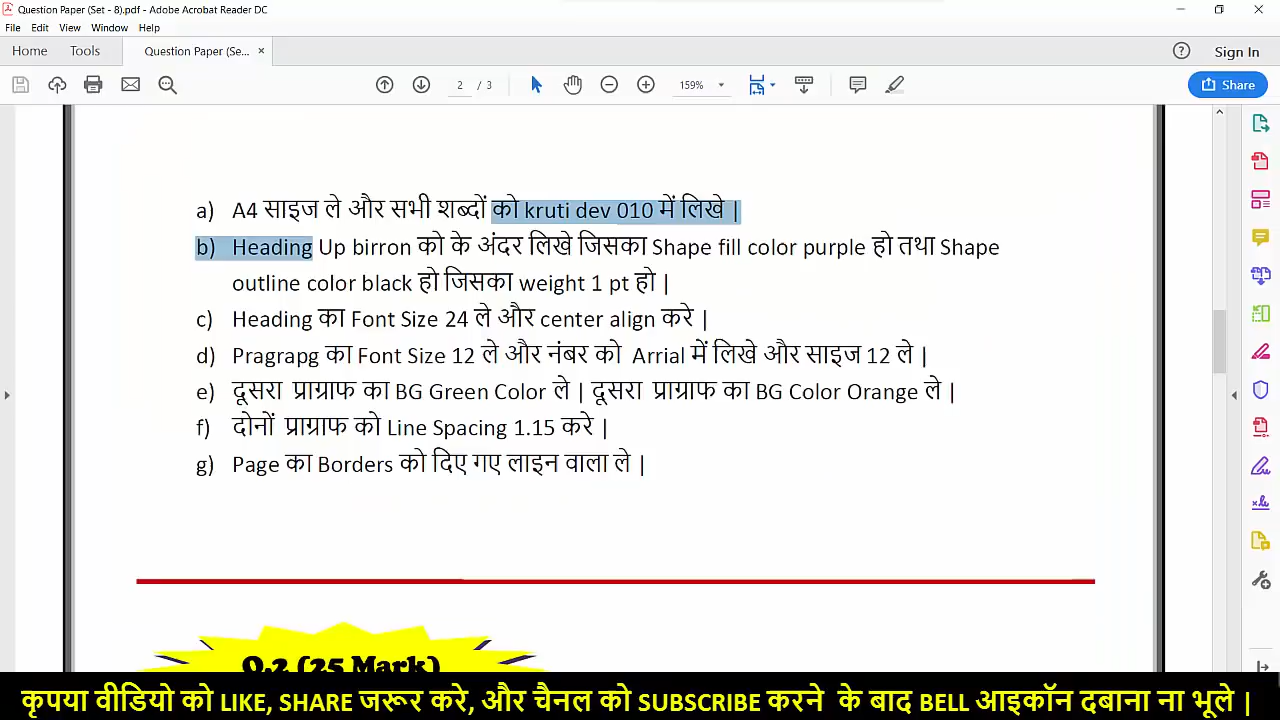 Question Paper (Set - 8).pdf - Adobe Acrobat Reader DC
File Edit View Window Help
Home Tools Question Paper (Se... × Sign In
2 / 3 159% Share
a) A4 साइज ले और सभी शब्दों को kruti dev 010 में लिखे |
b) Heading Up birron को के अंदर लिखे जिसका Shape fill color purple हो तथा Shape
outline color black हो जिसका weight 1 pt हो |
c) Heading का Font Size 24 ले और center align करे |
d) Pragrapg का Font Size 12 ले और नंबर को Arrial में लिखे और साइज 12 ले |
e) दूसरा प्राग्राफ का BG Green Color ले | दूसरा प्राग्राफ का BG Color Orange ले |
f) दोनों प्राग्राफ को Line Spacing 1.15 करे |
g) Page का Borders को दिए गए लाइन वाला ले |
Q.2 (25 Mark)
कृपया वीडियो को LIKE, SHARE जरूर करे, और चैनल को SUBSCRIBE करने के बाद BELL आइकॉन दबाना ना भूले |